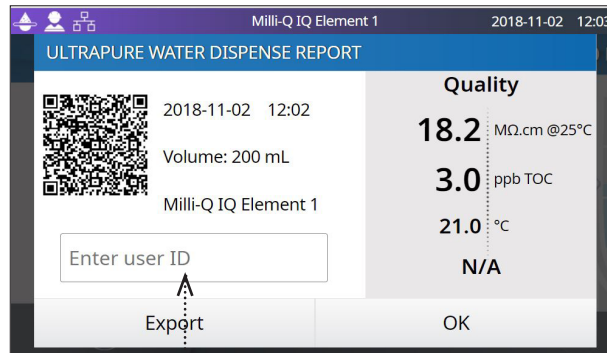 Milli-Q IQ Element 1 2018-11-02 12:03
ULTRAPURE WATER DISPENSE REPORT
2018-11-02 12:02
Volume: 200 mL
Milli-Q IQ Element 1
Enter user ID
Quality
18.2 MΩ.cm @25°C
3.0 ppb TOC
21.0 °C
N/A
Export OK